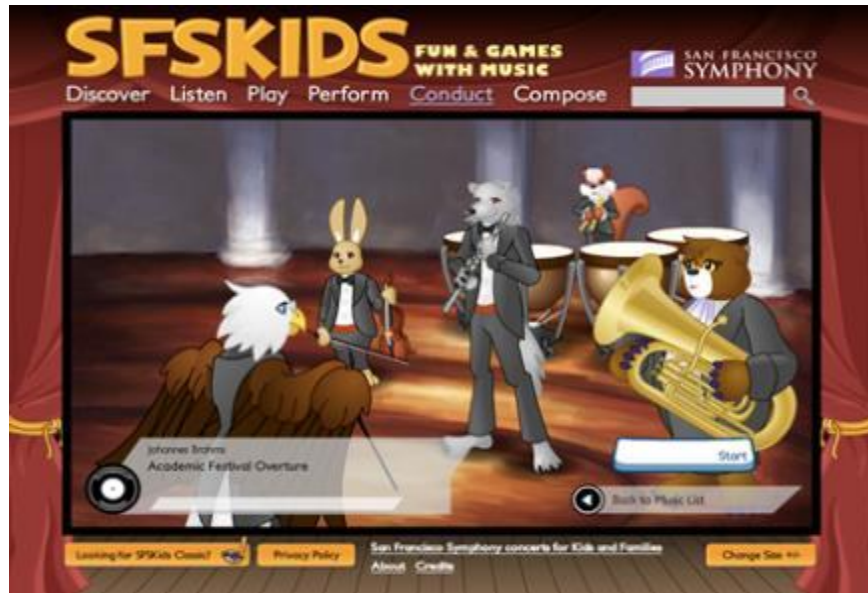 SFSKIDS
FUN & GAMES
WITH MUSIC
SAN FRANCISCO
SYMPHONY
Discover Listen Play Perform Conduct Compose
Johannes Brahms
Academic Festival Overture
Start
Back to Music List
Looking for SFSKids Classic?
Privacy Policy
San Francisco Symphony concerts for Kids and Families
About Credits
Change Size